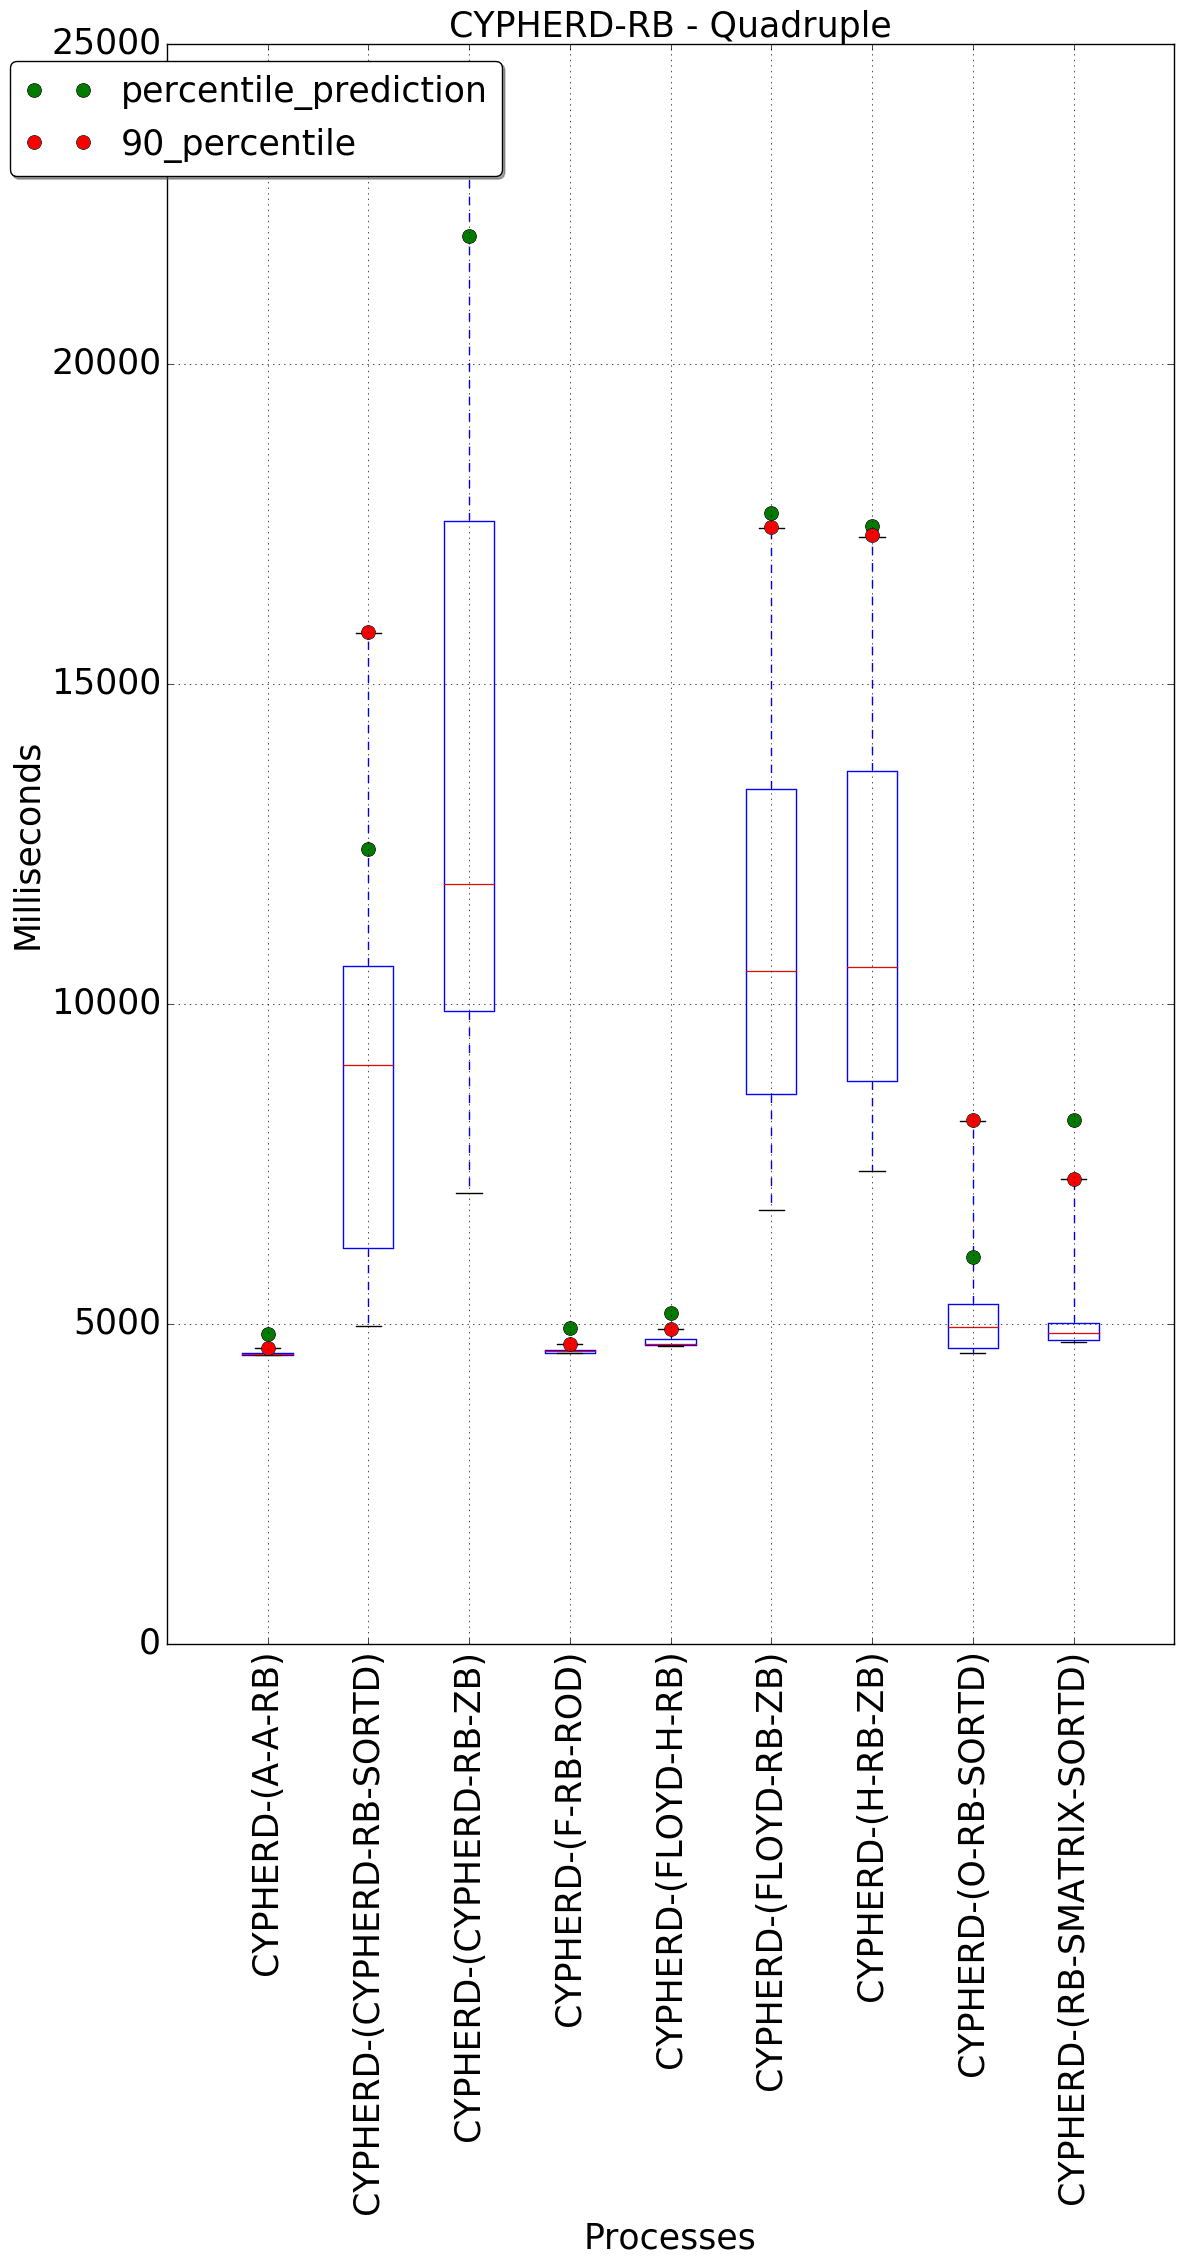 CYPHERD-RB - Quadruple
percentile_prediction
90_percentile
25000
20000
15000
10000
5000
0
Milliseconds
CYPHERD-(A-A-RB)
CYPHERD-(CYPHERD-RB-SORTD)
CYPHERD-(CYPHERD-RB-ZB)
CYPHERD-(F-RB-ROD)
CYPHERD-(FLOYD-H-RB)
CYPHERD-(FLOYD-RB-ZB)
CYPHERD-(H-RB-ZB)
CYPHERD-(O-RB-SORTD)
CYPHERD-(RB-SMATRIX-SORTD)
Processes